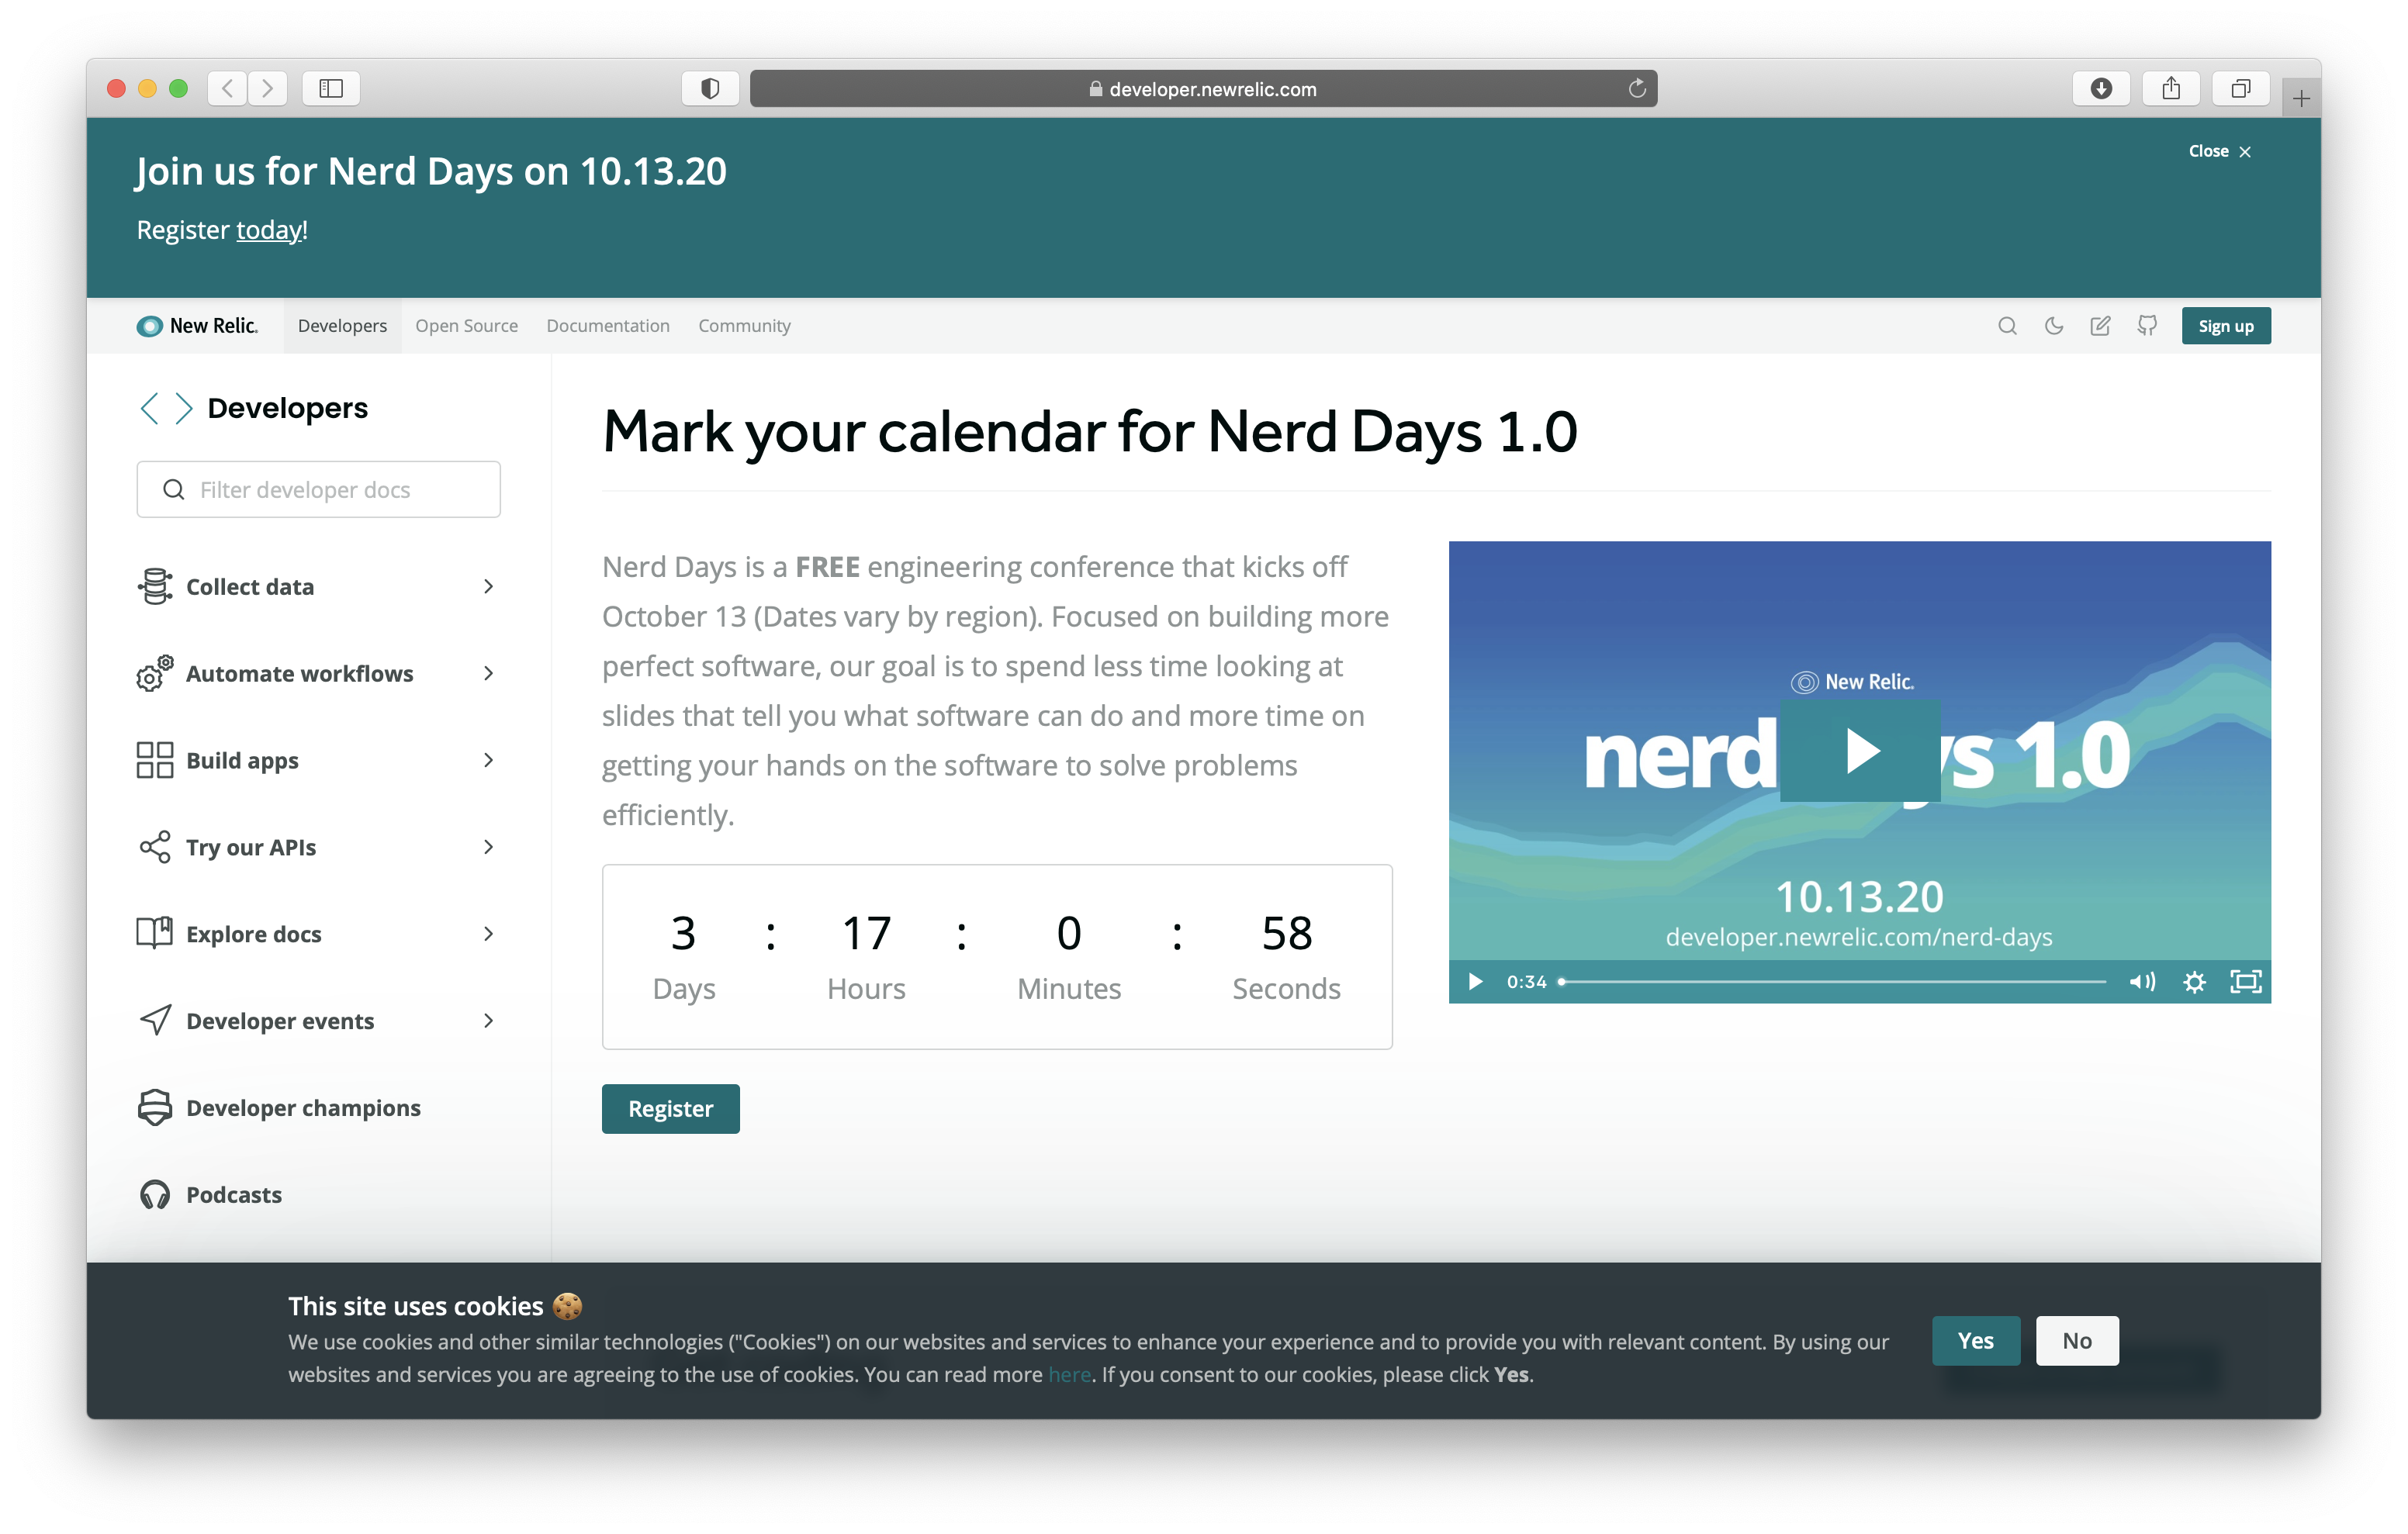 developer.newrelic.com
Join us for Nerd Days on 10.13.20
Close
Register today!
New Relic.
Developers
Open Source
Documentation
Community
Sign up
Developers
Filter developer docs
Collect data
Automate workflows
Build apps
Try our APIs
Explore docs
Developer events
Developer champions
Podcasts
Mark your calendar for Nerd Days 1.0
Nerd Days is a FREE engineering conference that kicks off
October 13 (Dates vary by region). Focused on building more
perfect software, our goal is to spend less time looking at
slides that tell you what software can do and more time on
getting your hands on the software to solve problems
efficiently.
3 : 17 : 0 : 58
Days Hours Minutes Seconds
Register
New Relic.
nerd ys 1.0
10.13.20
developer.newrelic.com/nerd-days
0:34
This site uses cookies 🍪
We use cookies and other similar technologies ("Cookies") on our websites and services to enhance your experience and to provide you with relevant content. By using our
websites and services you are agreeing to the use of cookies. You can read more here. If you consent to our cookies, please click Yes.
Yes
No